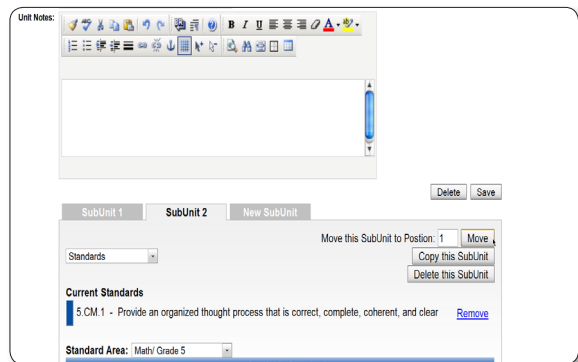 Unit Notes:
B I U A
Delete Save
SubUnit 1 SubUnit 2 New SubUnit
Move this SubUnit to Postion: 1 Move
Standards Copy this SubUnit
Delete this SubUnit
Current Standards
5.CM.1 - Provide an organized thought process that is correct, complete, coherent, and clear Remove
Standard Area: Math/ Grade 5